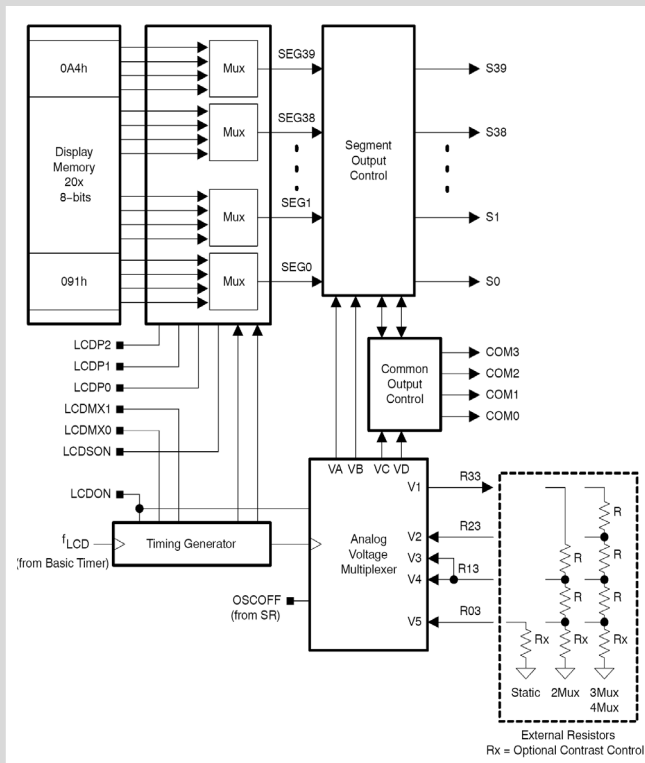 0A4h
Display
Memory
20x
8−bits
091h
Mux
Mux
Mux
Mux
SEG39
SEG38
SEG1
SEG0
Segment
Output
Control
S39
S38
S1
S0
LCDP2
LCDP1
LCDP0
LCDMX1
LCDMX0
LCDSON
LCDON
fLCD
(from Basic Timer)
Timing Generator
OSCOFF
(from SR)
Common
Output
Control
COM3
COM2
COM1
COM0
VA VB VC VD
Analog
Voltage
Multiplexer
V1
V2
V3
V4
V5
R33
R23
R13
R03
R
R R
R R
Rx Rx Rx
Static 2Mux 3Mux
4Mux
External Resistors
Rx = Optional Contrast Control